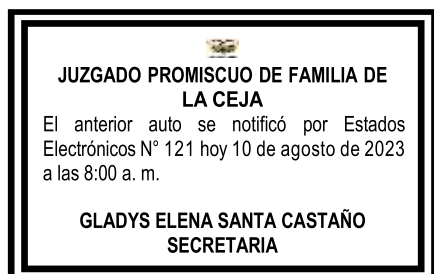 JUZGADO PROMISCUO DE FAMILIA DE
LA CEJA
El anterior auto se notificó por Estados
Electrónicos N° 121 hoy 10 de agosto de 2023
a las 8:00 a. m.
GLADYS ELENA SANTA CASTAÑO
SECRETARIA